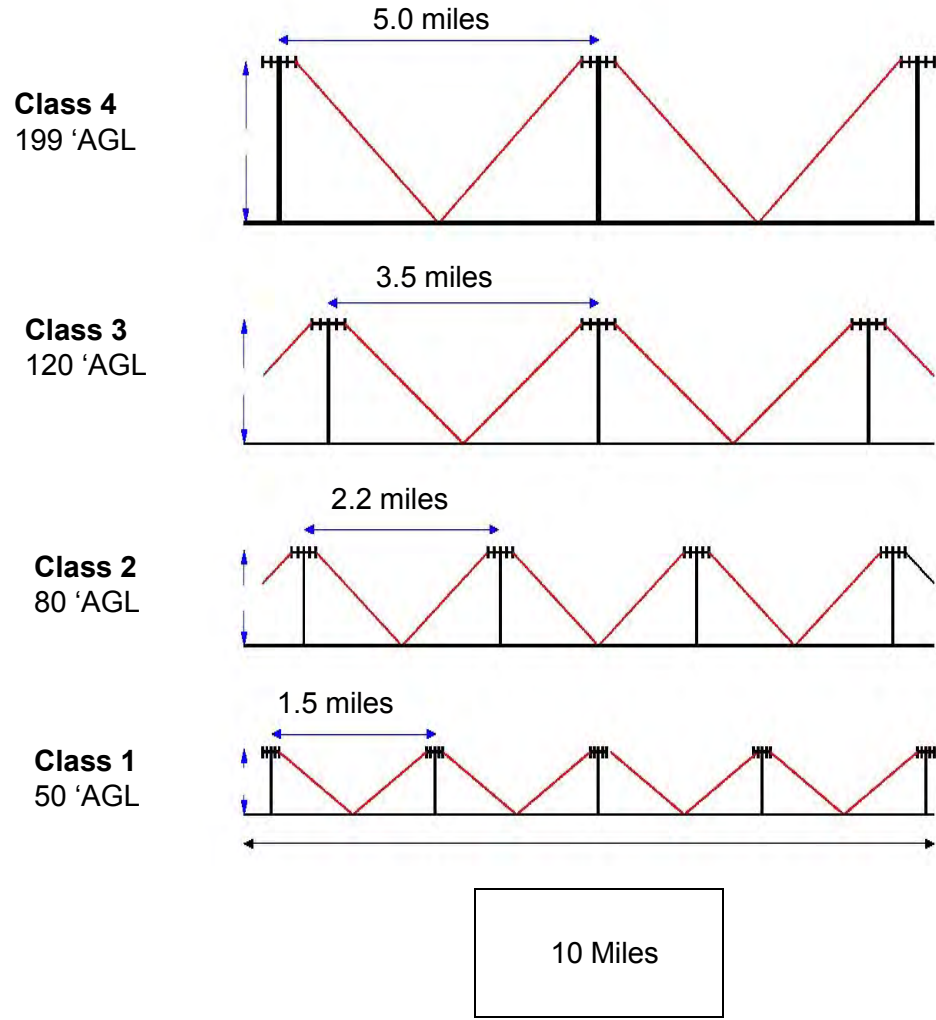 5.0 miles
Class 4
199 ‘AGL
3.5 miles
Class 3
120 ‘AGL
2.2 miles
Class 2
80 ‘AGL
1.5 miles
Class 1
50 ‘AGL
10 Miles